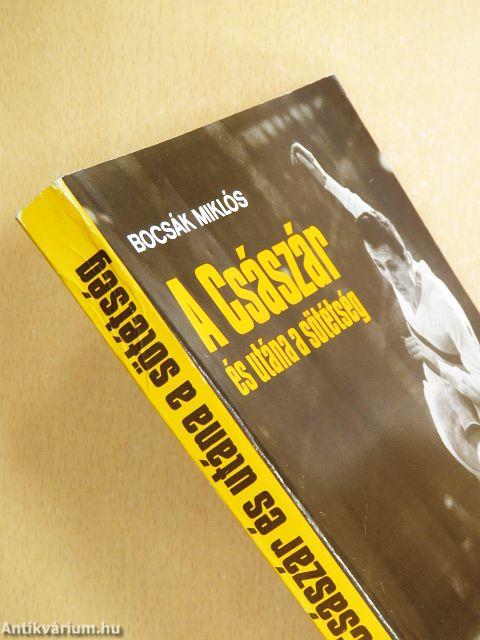 BOCSÁK MIKLÓS
A Császár
és utána a sötétség
császár és utána a sötétség
Antikvárium.hu